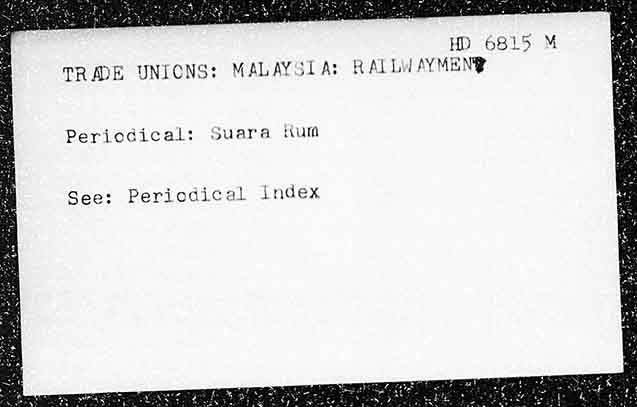 HD 6815 M
TRADE UNIONS: MALAYSIA: RAILWAYMEN
Periodical: Suara Rum
See: Periodical Index